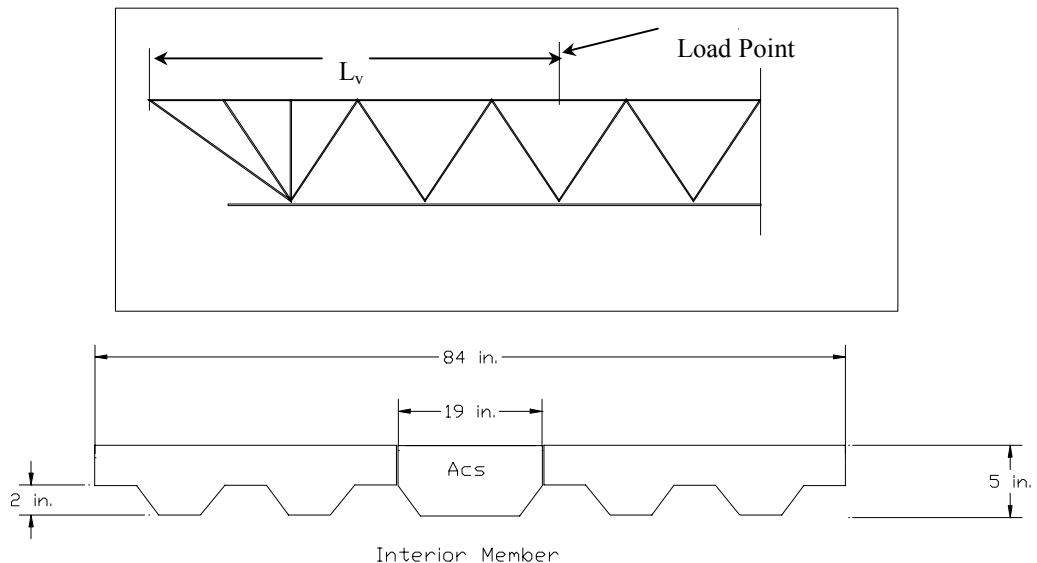 Load Point
Lv
84 in.
19 in.
Acs
2 in.
5 in.
Interior Member